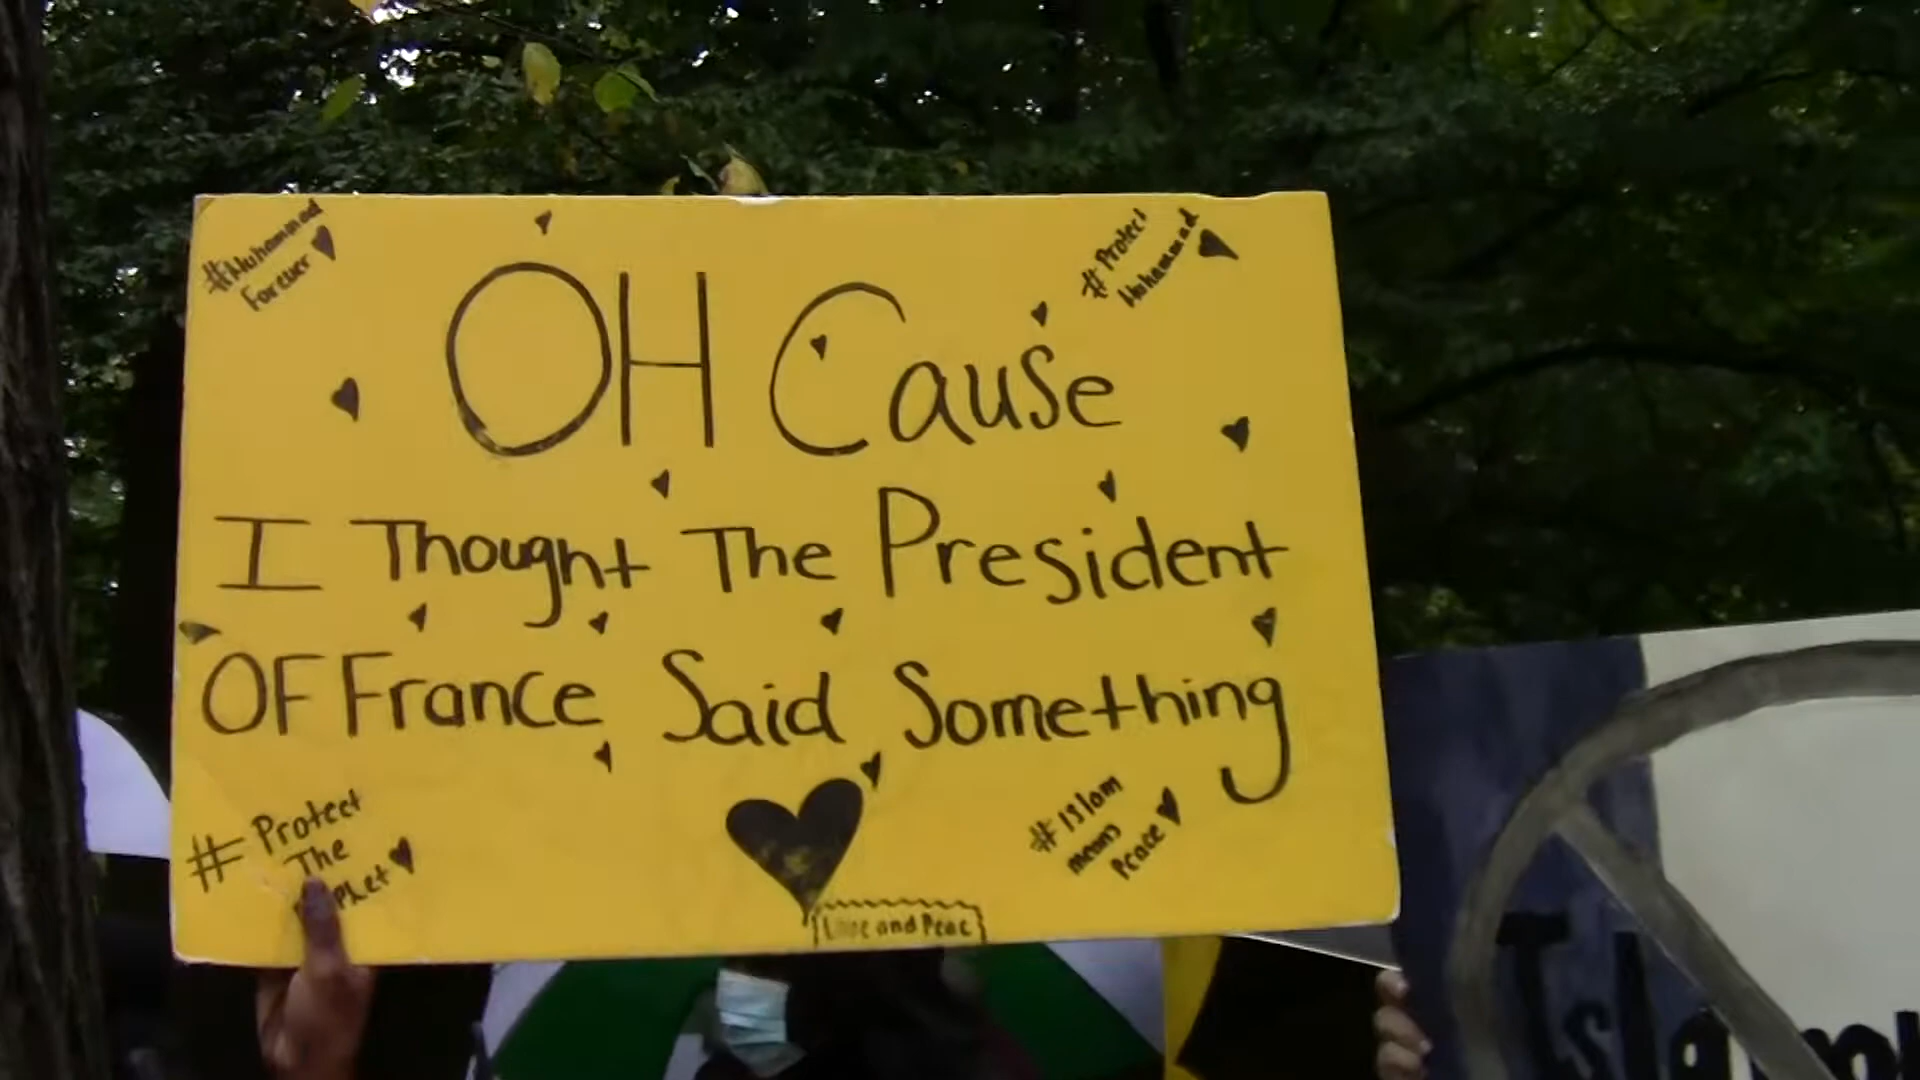 #Muhammad
Forever
# Protect
Muhammad
OH Cause
I Thought The President
OF France Said Something
# Protect
The
#Islam
means
Peace
Love and Peac